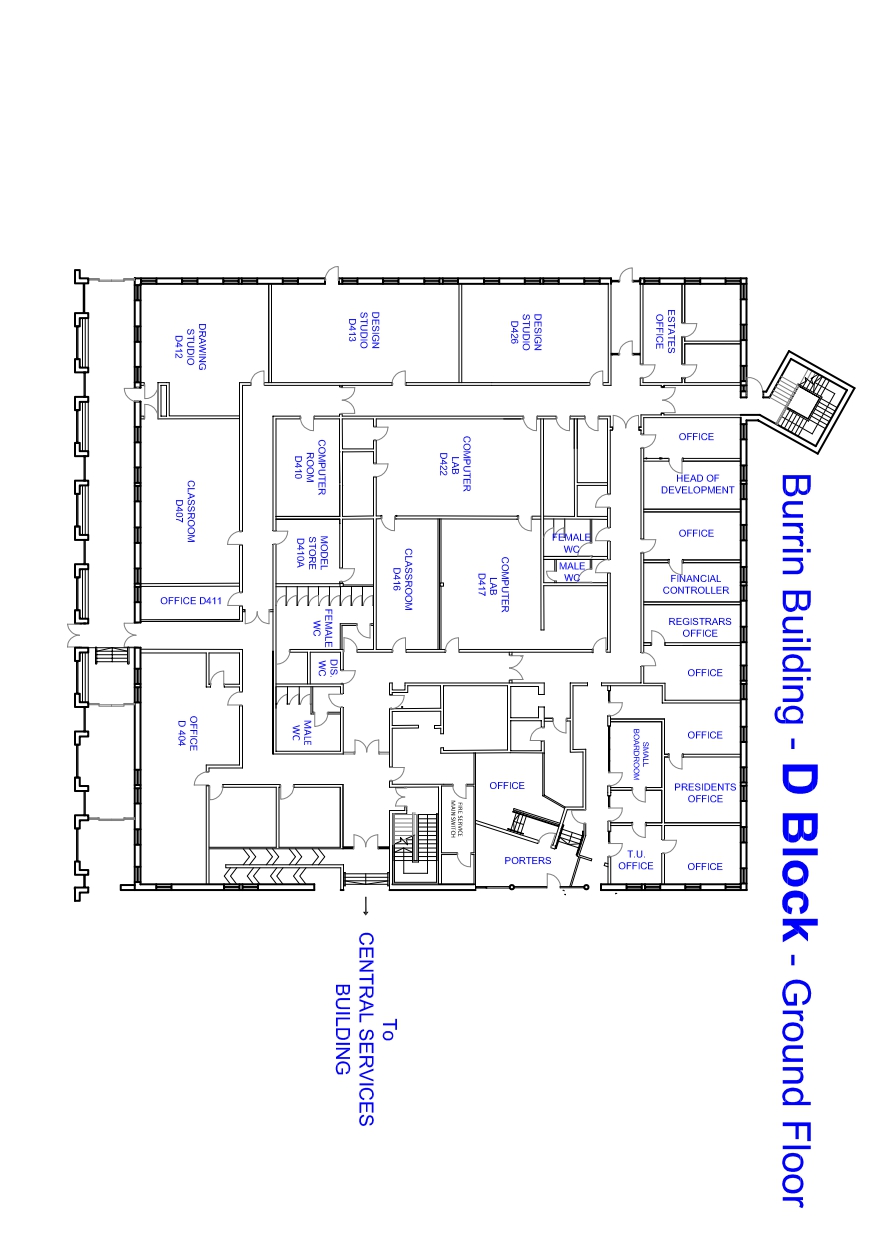 Burrin Building - D Block - Ground Floor
DRAWING
STUDIO
D412
DESIGN
STUDIO
D413
DESIGN
STUDIO
D426
ESTATES
OFFICE
OFFICE
HEAD OF
DEVELOPMENT
OFFICE
FINANCIAL
CONTROLLER
REGISTRARS
OFFICE
OFFICE
OFFICE
PRESIDENTS
OFFICE
OFFICE
SMALL
BOARDROOM
T.U.
OFFICE
COMPUTER
ROOM
D410
COMPUTER
LAB
D422
CLASSROOM
D407
MODEL
STORE
D410A
CLASSROOM
D416
COMPUTER
LAB
D417
FEMALE
WC
MALE
WC
OFFICE D411
FEMALE
WC
DIS.
WC
MALE
WC
OFFICE
D 404
OFFICE
FIRE SERVICE
MAIN SWITCH
PORTERS
To
CENTRAL SERVICES
BUILDING